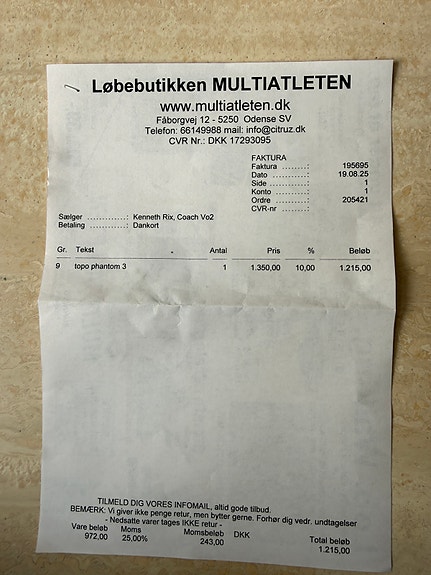 Løbebutikken MULTIATLETEN
www.multiatleten.dk
Fåborgvej 12 - 5250 Odense SV
Telefon: 66149988 mail: info@citruz.dk
CVR Nr.: DKK 17293095
FAKTURA
Faktura ........: 195695
Dato ...........: 19.08.25
Side ............: 1
Konto ..........: 1
Ordre ..........: 205421
CVR-nr ........:
Sælger ............: Kenneth Rix, Coach Vo2
Betaling ...........: Dankort
Gr. Tekst Antal Pris % Beløb
9 topo phantom 3 1 1.350,00 10,00 1.215,00
TILMELD DIG VORES INFOMAIL, altid gode tilbud.
BEMÆRK: Vi giver ikke penge retur, men bytter gerne. Forhør dig vedr. undtagelser
- Nedsatte varer tages IKKE retur -
Vare beløb Moms Momsbeløb DKK Total beløb
972,00 25,00% 243,00 1.215,00